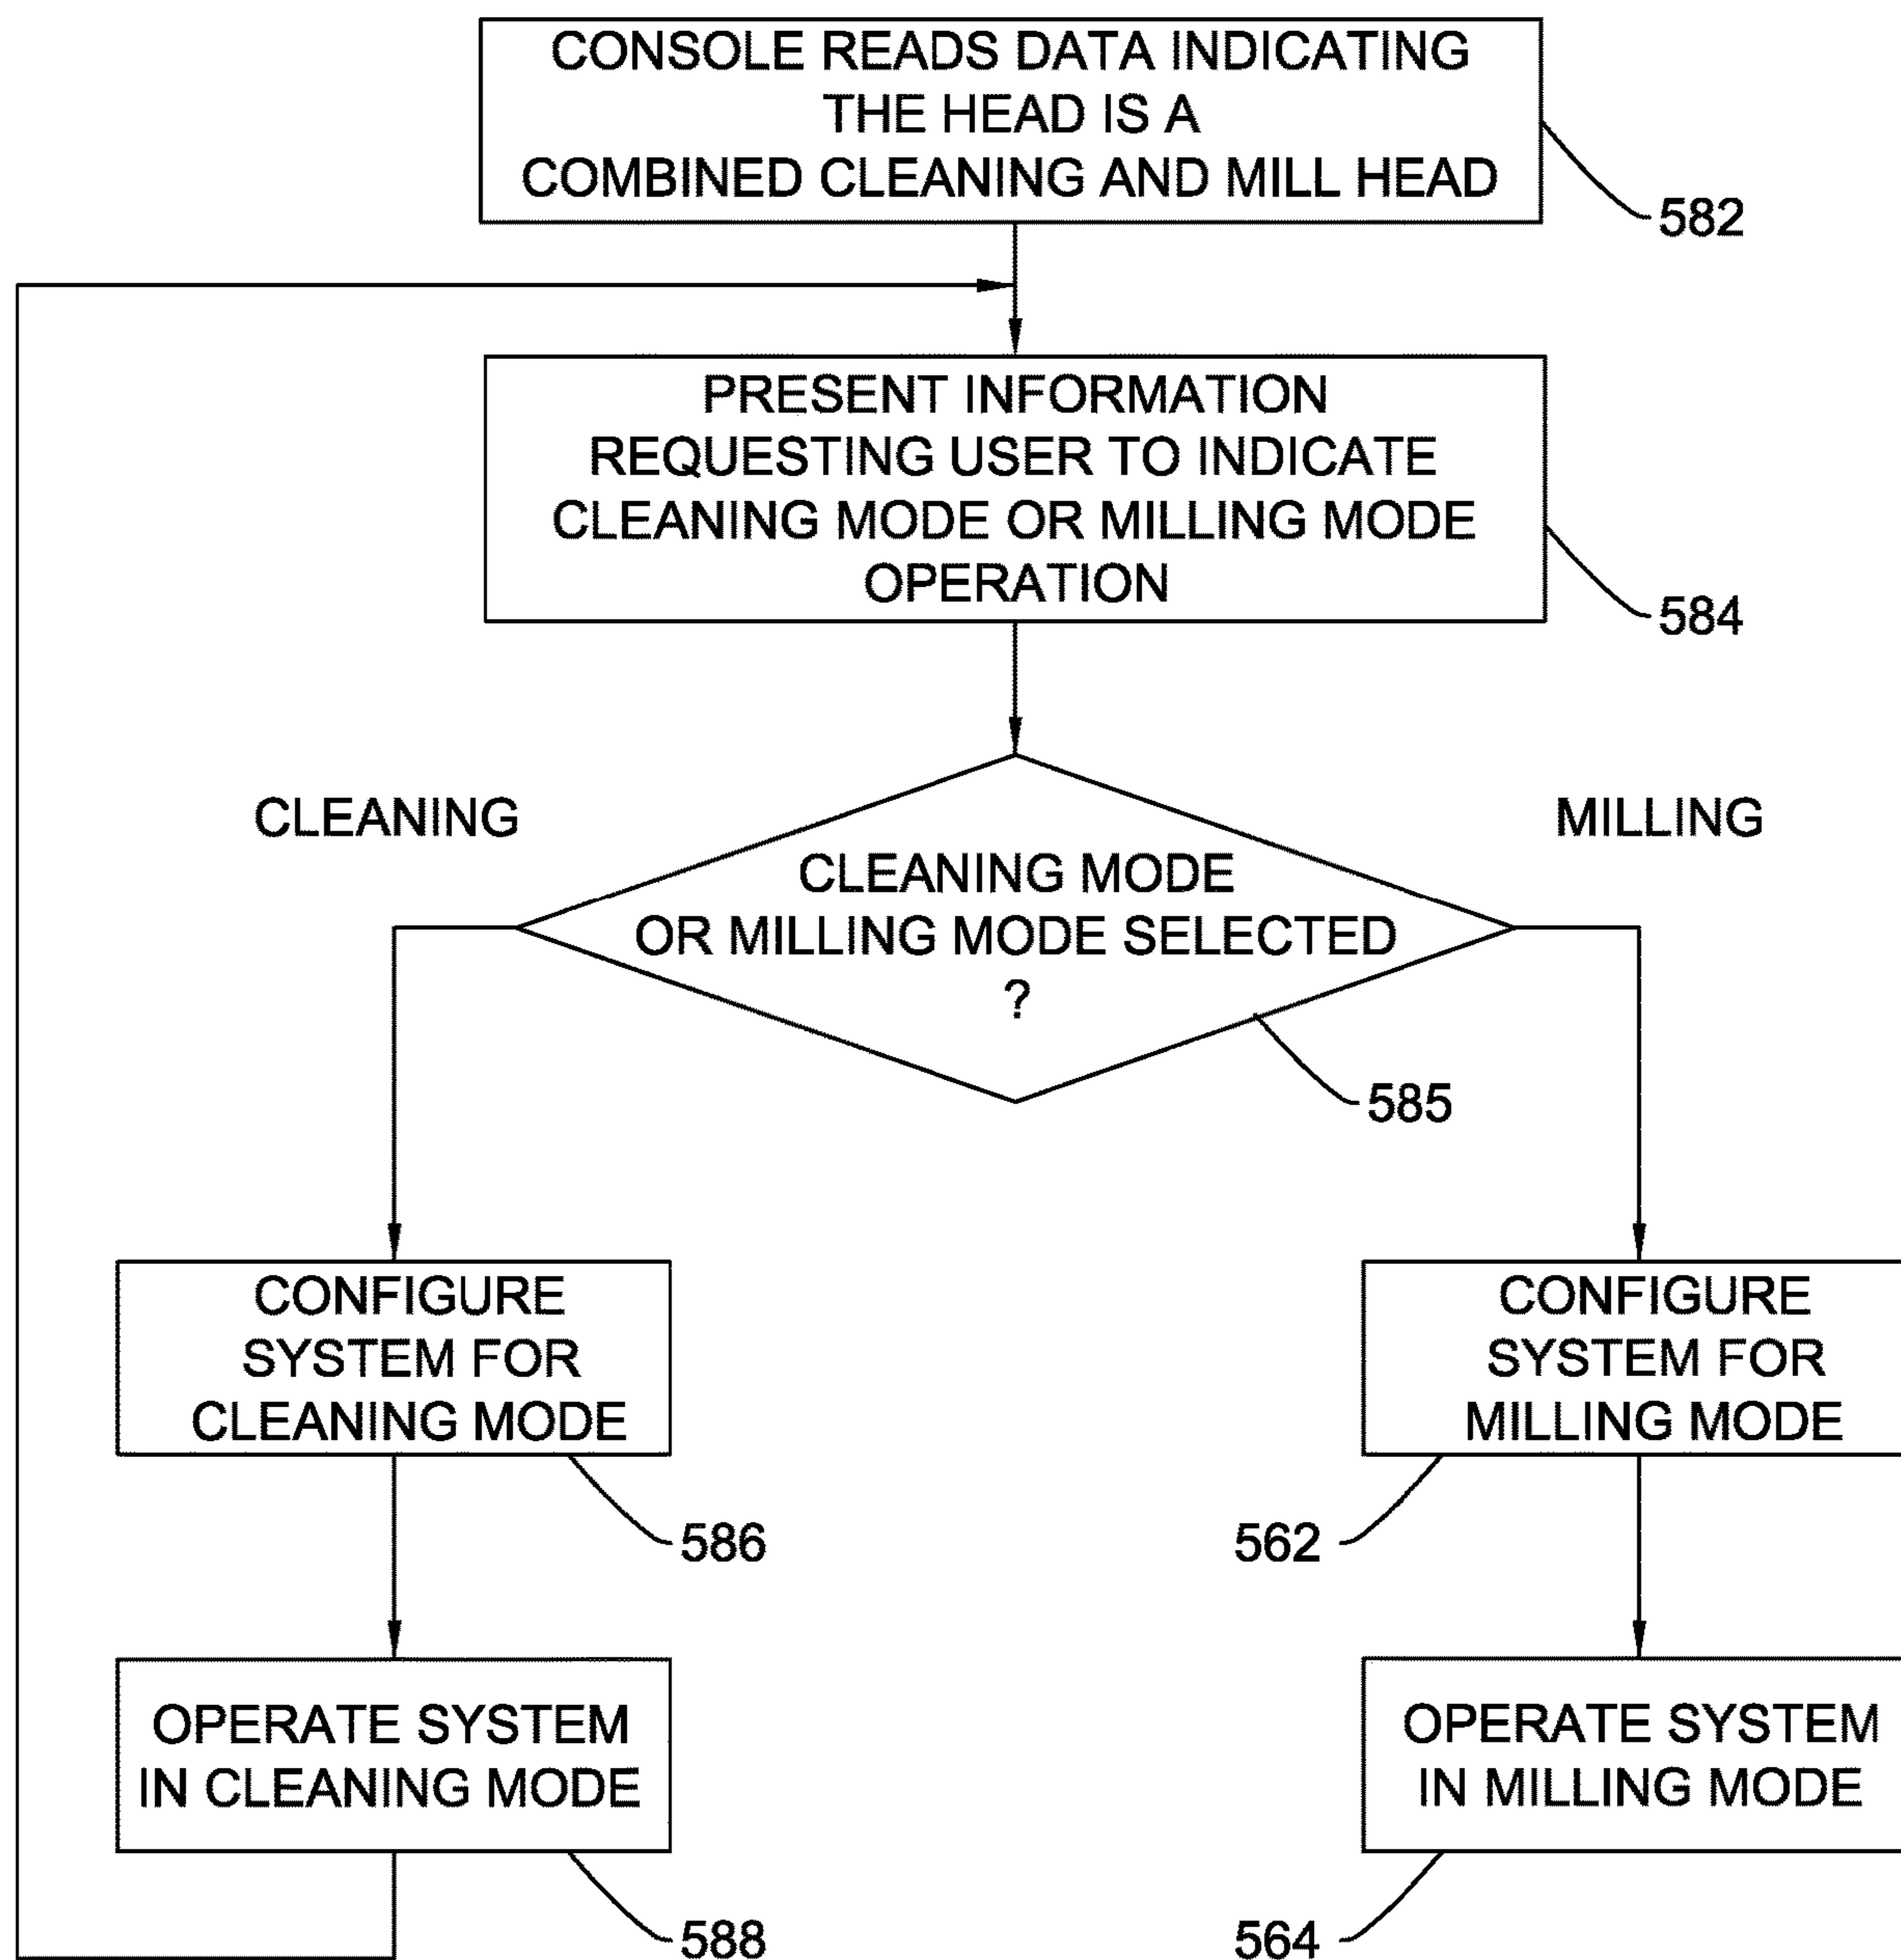 CONSOLE READS DATA INDICATING
THE HEAD IS A
COMBINED CLEANING AND MILL HEAD
582
PRESENT INFORMATION
REQUESTING USER TO INDICATE
CLEANING MODE OR MILLING MODE
OPERATION
584
CLEANING
MILLING
CLEANING MODE
OR MILLING MODE SELECTED
?
585
CONFIGURE
SYSTEM FOR
CLEANING MODE
586
CONFIGURE
SYSTEM FOR
MILLING MODE
562
OPERATE SYSTEM
IN CLEANING MODE
588
OPERATE SYSTEM
IN MILLING MODE
564